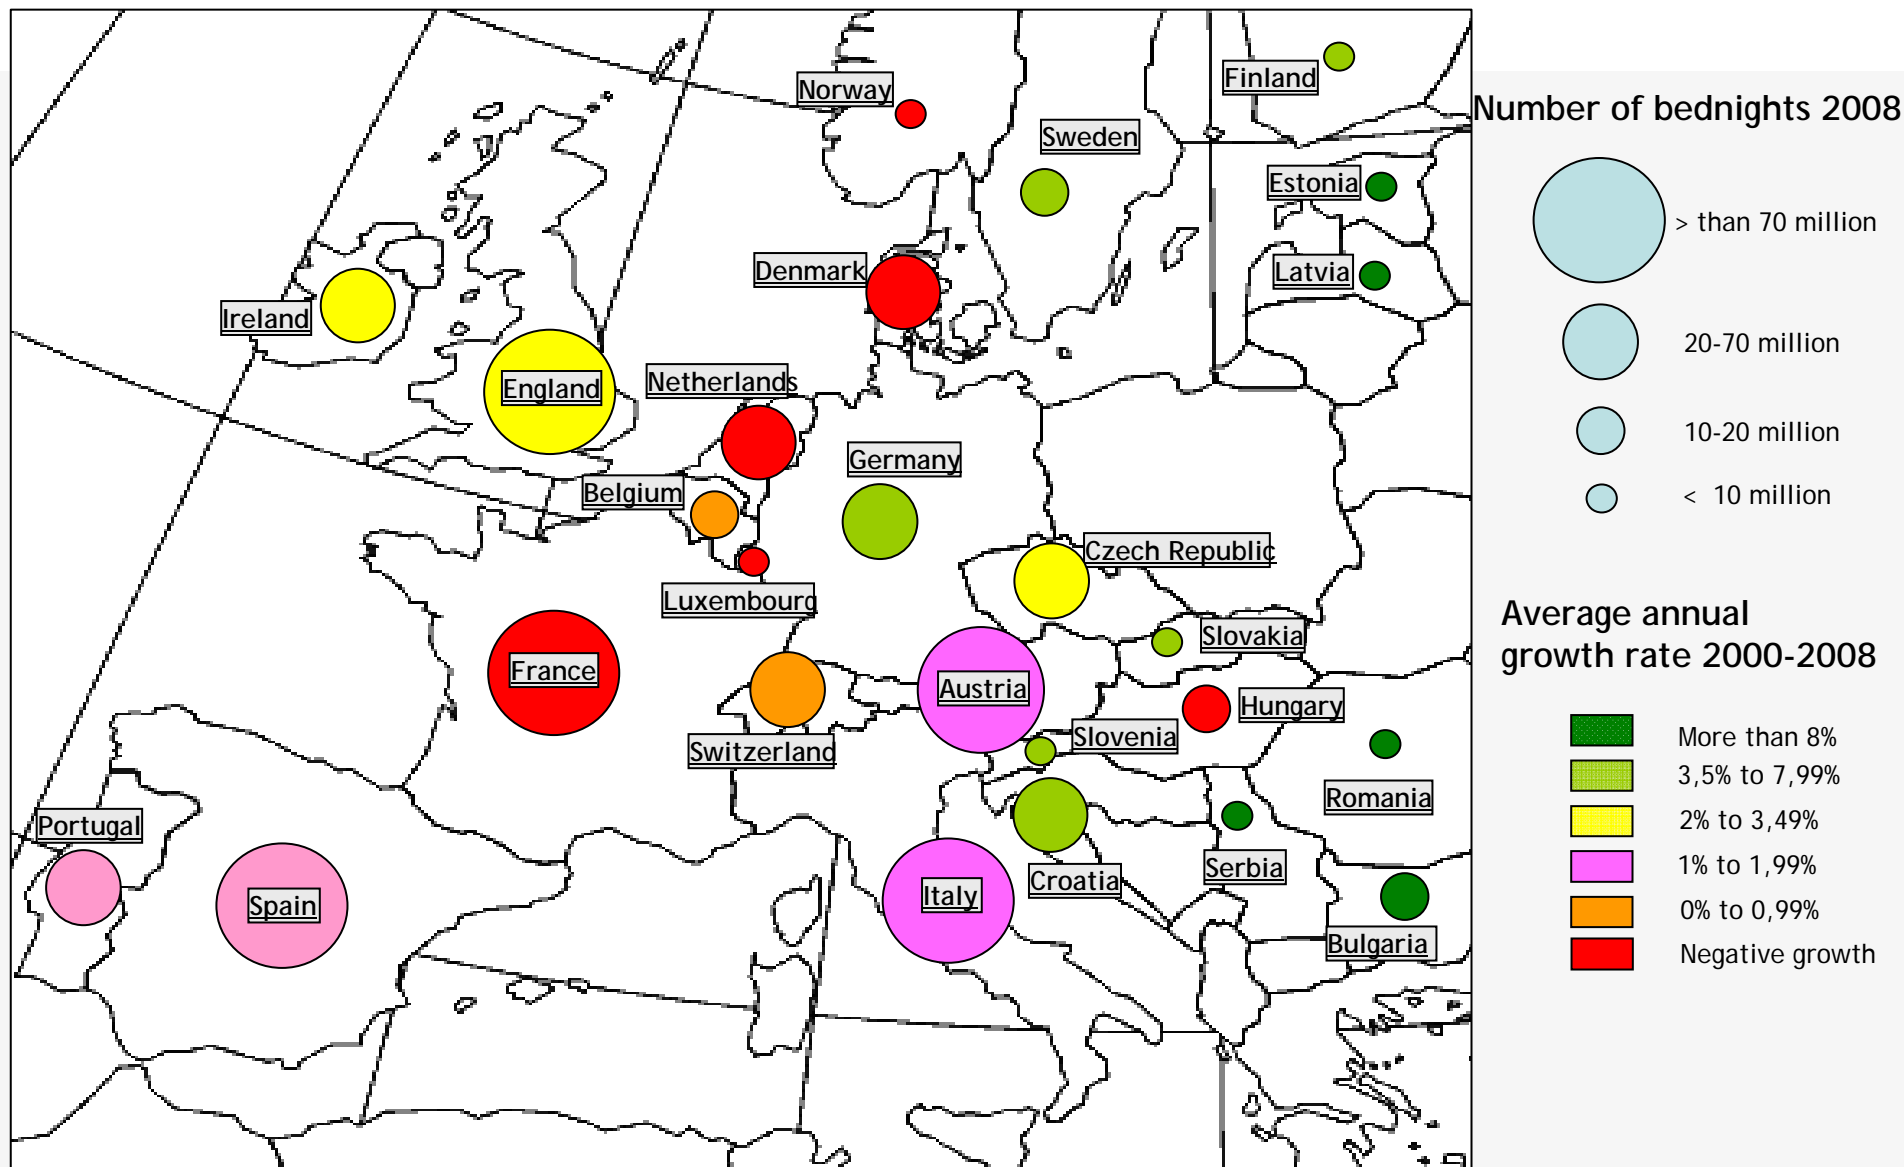 Norway
Finland
Sweden
Estonia
Denmark
Latvia
Ireland
England
Netherlands
Germany
Belgium
Czech Republic
Luxembourg
Slovakia
France
Austria
Hungary
Switzerland
Slovenia
Romania
Portugal
Serbia
Croatia
Spain
Italy
Bulgaria
Number of bednights 2008
> than 70 million
20-70 million
10-20 million
< 10 million
Average annual
growth rate 2000-2008
More than 8%
3,5% to 7,99%
2% to 3,49%
1% to 1,99%
0% to 0,99%
Negative growth